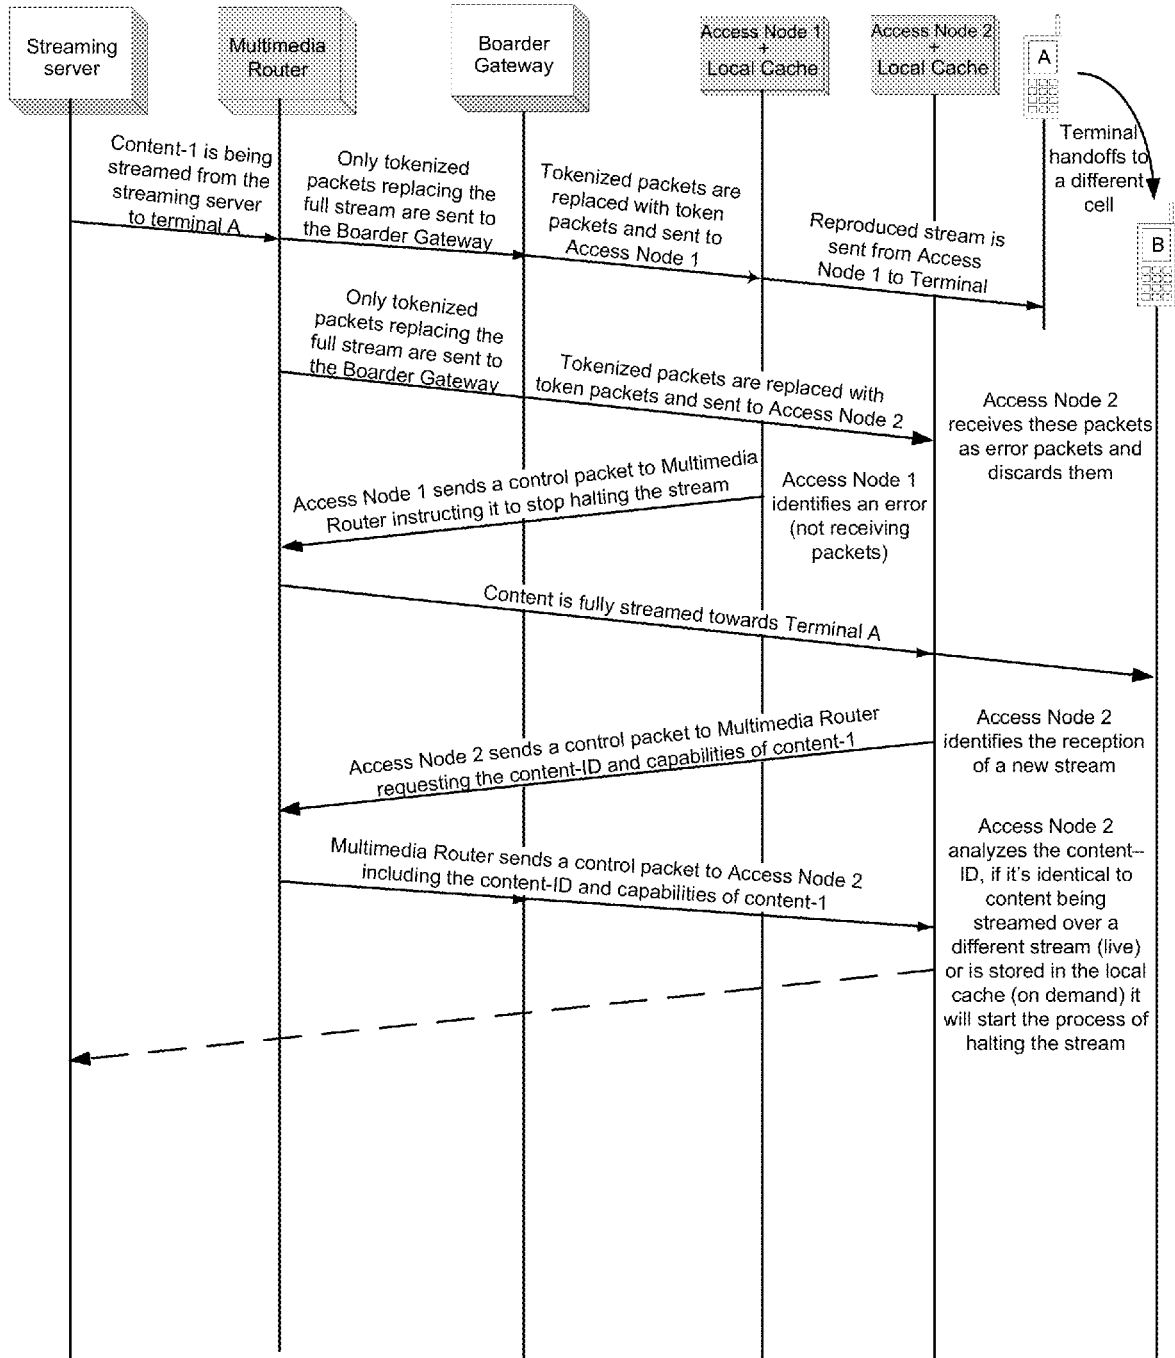 Streaming
server
Multimedia
Router
Boarder
Gateway
Access Node 1
+
Local Cache
Access Node 2
+
Local Cache
A
Terminal
handoffs to
a different
cell
B
Content-1 is being
streamed from the
streaming server
to terminal A
Only tokenized
packets replacing the
full stream are sent to
the Boarder Gateway
Tokenized packets are
replaced with token
packets and sent to
Access Node 1
Reproduced stream is
sent from Access
Node 1 to Terminal
Only tokenized
packets replacing the
full stream are sent to
the Boarder Gateway
Tokenized packets are replaced with
token packets and sent to Access Node 2
Access Node 2
receives these packets
as error packets and
discards them
Access Node 1 sends a control packet to Multimedia
Router instructing it to stop halting the stream
Access Node 1
identifies an error
(not receiving
packets)
Content is fully streamed towards Terminal A
Access Node 2 sends a control packet to Multimedia Router
requesting the content-ID and capabilities of content-1
Access Node 2
identifies the reception
of a new stream
Multimedia Router sends a control packet to Access Node 2
including the content-ID and capabilities of content-1
Access Node 2
analyzes the content–
ID, if it's identical to
content being
streamed over a
different stream (live)
or is stored in the local
cache (on demand) it
will start the process of
halting the stream